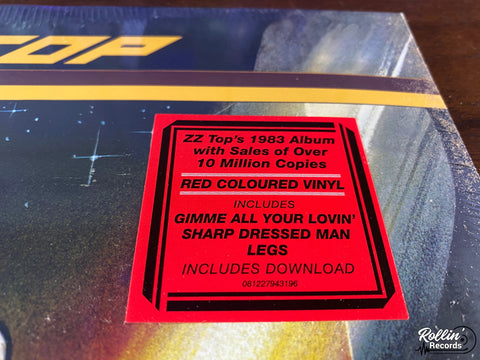 TOP
ZZ Top's 1983 Album
with Sales of Over
10 Million Copies
RED COLOURED VINYL
INCLUDES
GIMME ALL YOUR LOVIN'
SHARP DRESSED MAN
LEGS
INCLUDES DOWNLOAD
081227943196
Rollin'
Records